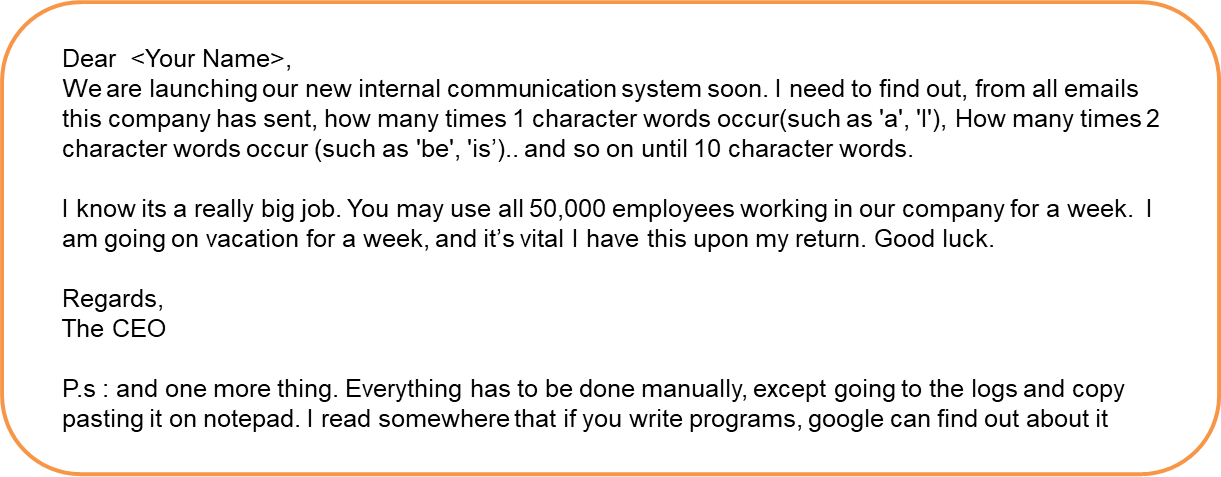 Dear  <Your Name>,
We are launching our new internal communication system soon. I need to find out, from all emails
this company has sent, how many times 1 character words occur(such as 'a', 'I'), How many times 2
character words occur (such as 'be', 'is’).. and so on until 10 character words.
I know its a really big job. You may use all 50,000 employees working in our company for a week.  I
am going on vacation for a week, and it’s vital I have this upon my return. Good luck.
Regards,
The CEO
P.s : and one more thing. Everything has to be done manually, except going to the logs and copy
pasting it on notepad. I read somewhere that if you write programs, google can find out about it